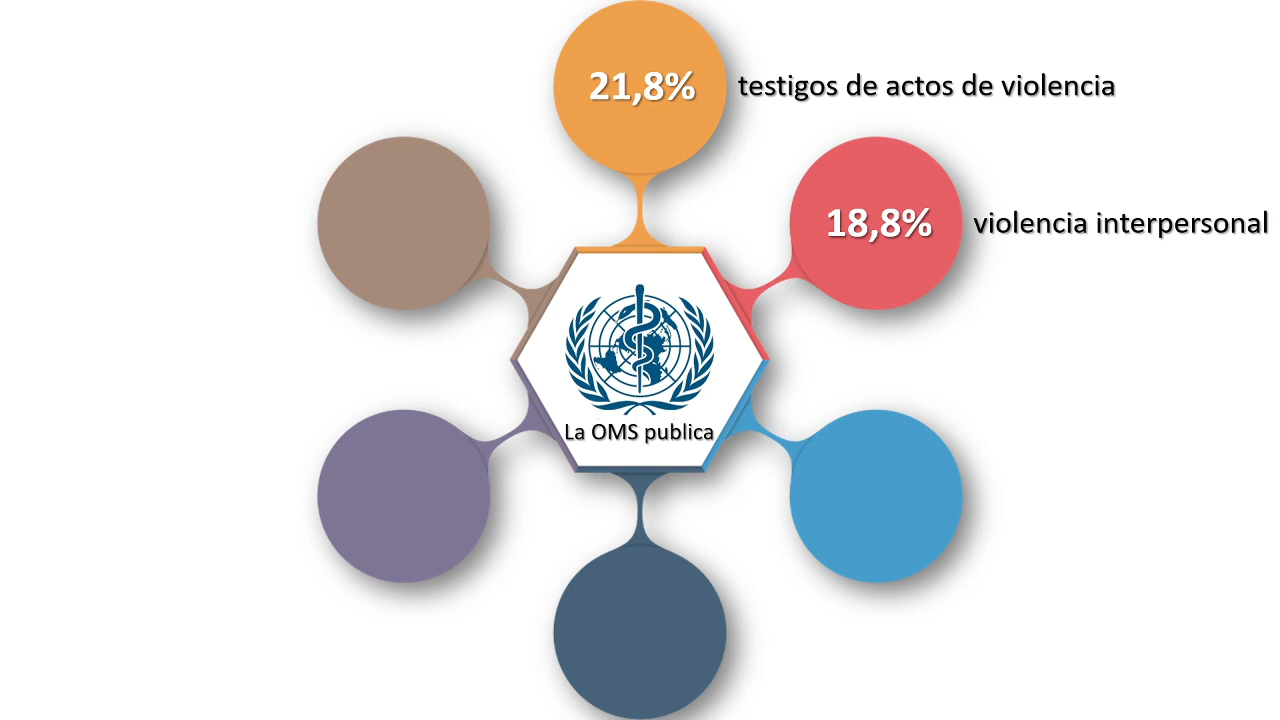 21,8%
testigos de actos de violencia
18,8%
violencia interpersonal
La OMS publica